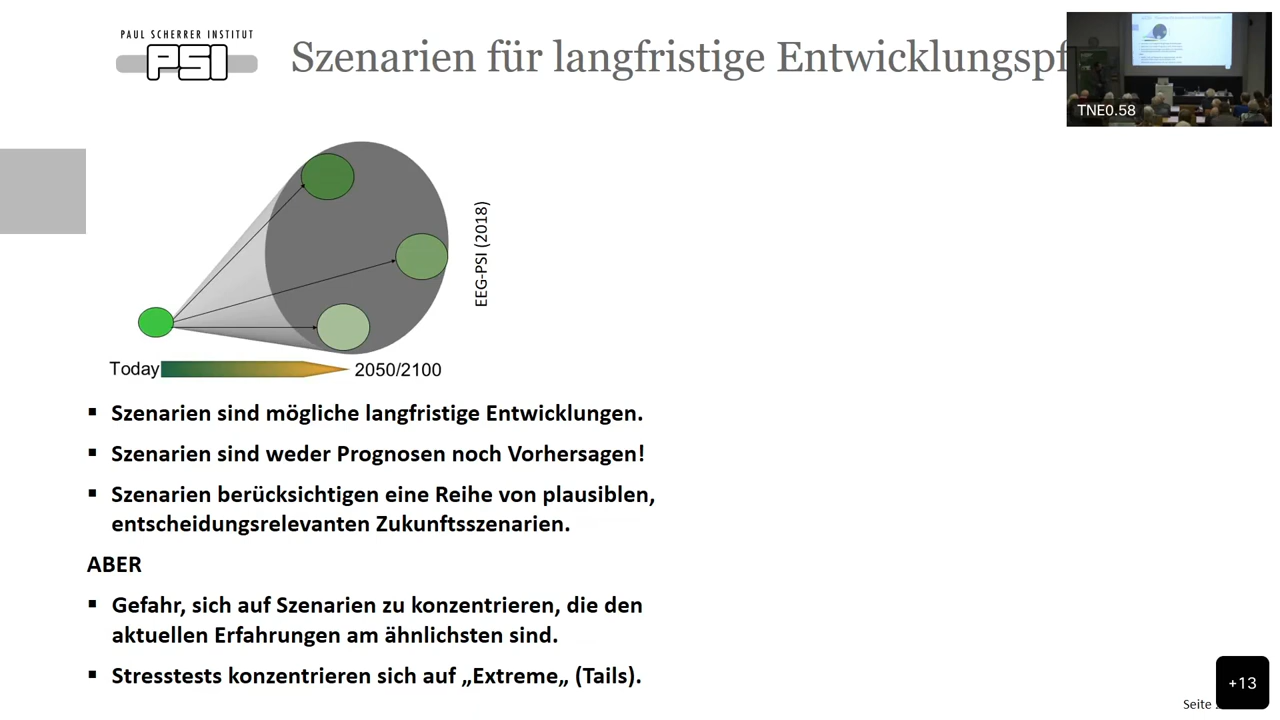 PAUL SCHERRER INSTITUT
PSI
Szenarien für langfristige
TNE0.58
EEG-PSI (2018)
Today
2050/2100
▪ Szenarien sind mögliche langfristige Entwicklungen.
▪ Szenarien sind weder Prognosen noch Vorhersagen!
▪ Szenarien berücksichtigen eine Reihe von plausiblen,
entscheidungsrelevanten Zukunftsszenarien.
ABER
▪ Gefahr, sich auf Szenarien zu konzentrieren, die den
aktuellen Erfahrungen am ähnlichsten sind.
▪ Stresstests konzentrieren sich auf „Extreme„ (Tails).
Seite
+13